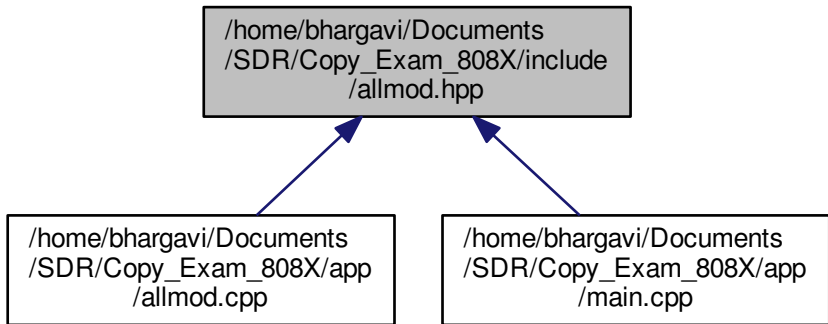 /home/bhargavi/Documents
/SDR/Copy_Exam_808X/include
/allmod.hpp
/home/bhargavi/Documents
/SDR/Copy_Exam_808X/app
/allmod.cpp
/home/bhargavi/Documents
/SDR/Copy_Exam_808X/app
/main.cpp